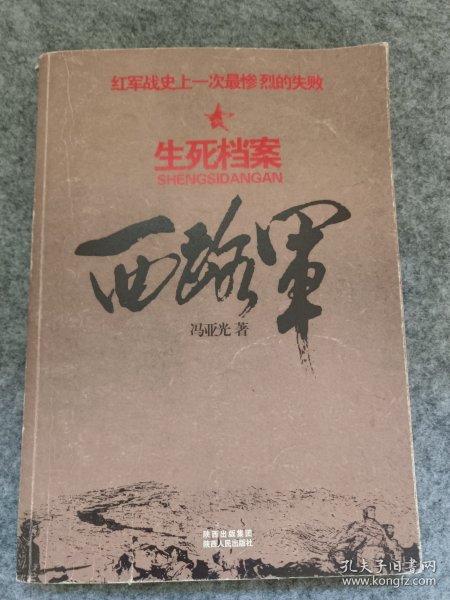 红军战史上一次最惨烈的失败
生死档案
SHENGSIDANGAN
西路軍
冯亚光 著
陕西出版集团
陕西人民出版社
孔夫子旧书网
www.kongfz.com